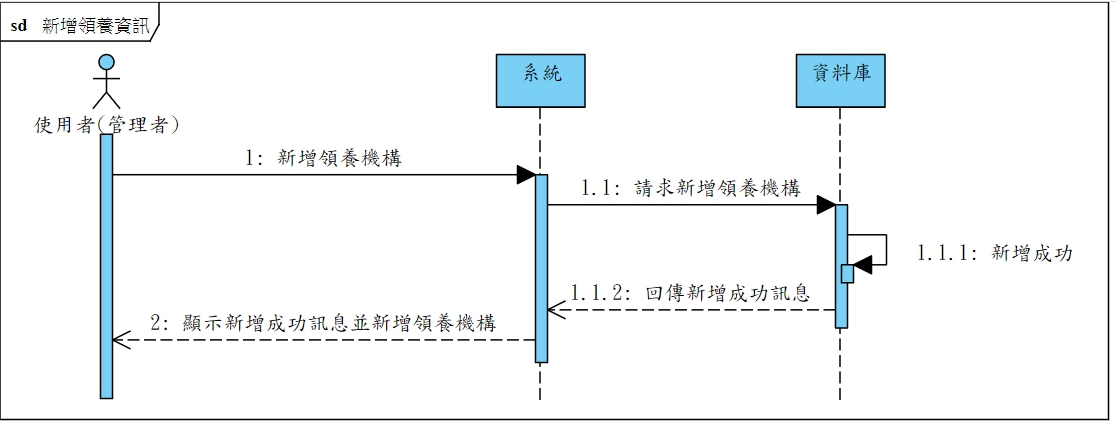 sd 新增領養資訊
使用者(管理者)
系統
資料庫
1: 新增領養機構
1.1: 請求新增領養機構
1.1.1: 新增成功
1.1.2: 回傳新增成功訊息
2: 顯示新增成功訊息並新增領養機構